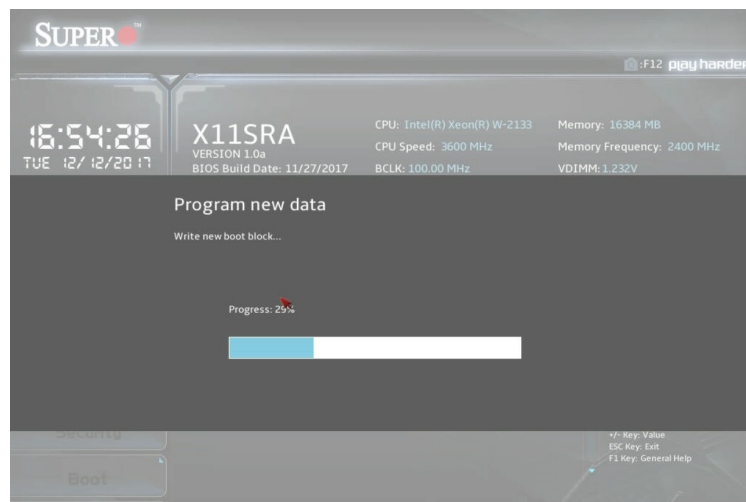 SUPER™
:F12 play harder
16:54:26
TUE 12/12/2017
X11SRA
VERSION 1.0a
BIOS Build Date: 11/27/2017
CPU: Intel(R) Xeon(R) W-2133
CPU Speed: 3600 MHz
BCLK: 100.00 MHz
Memory: 16384 MB
Memory Frequency: 2400 MHz
VDIMM: 1.232V
Program new data
Write new boot block...
Progress: 29%
Security
Boot
+/- Key: Value
ESC Key: Exit
F1 Key: General Help